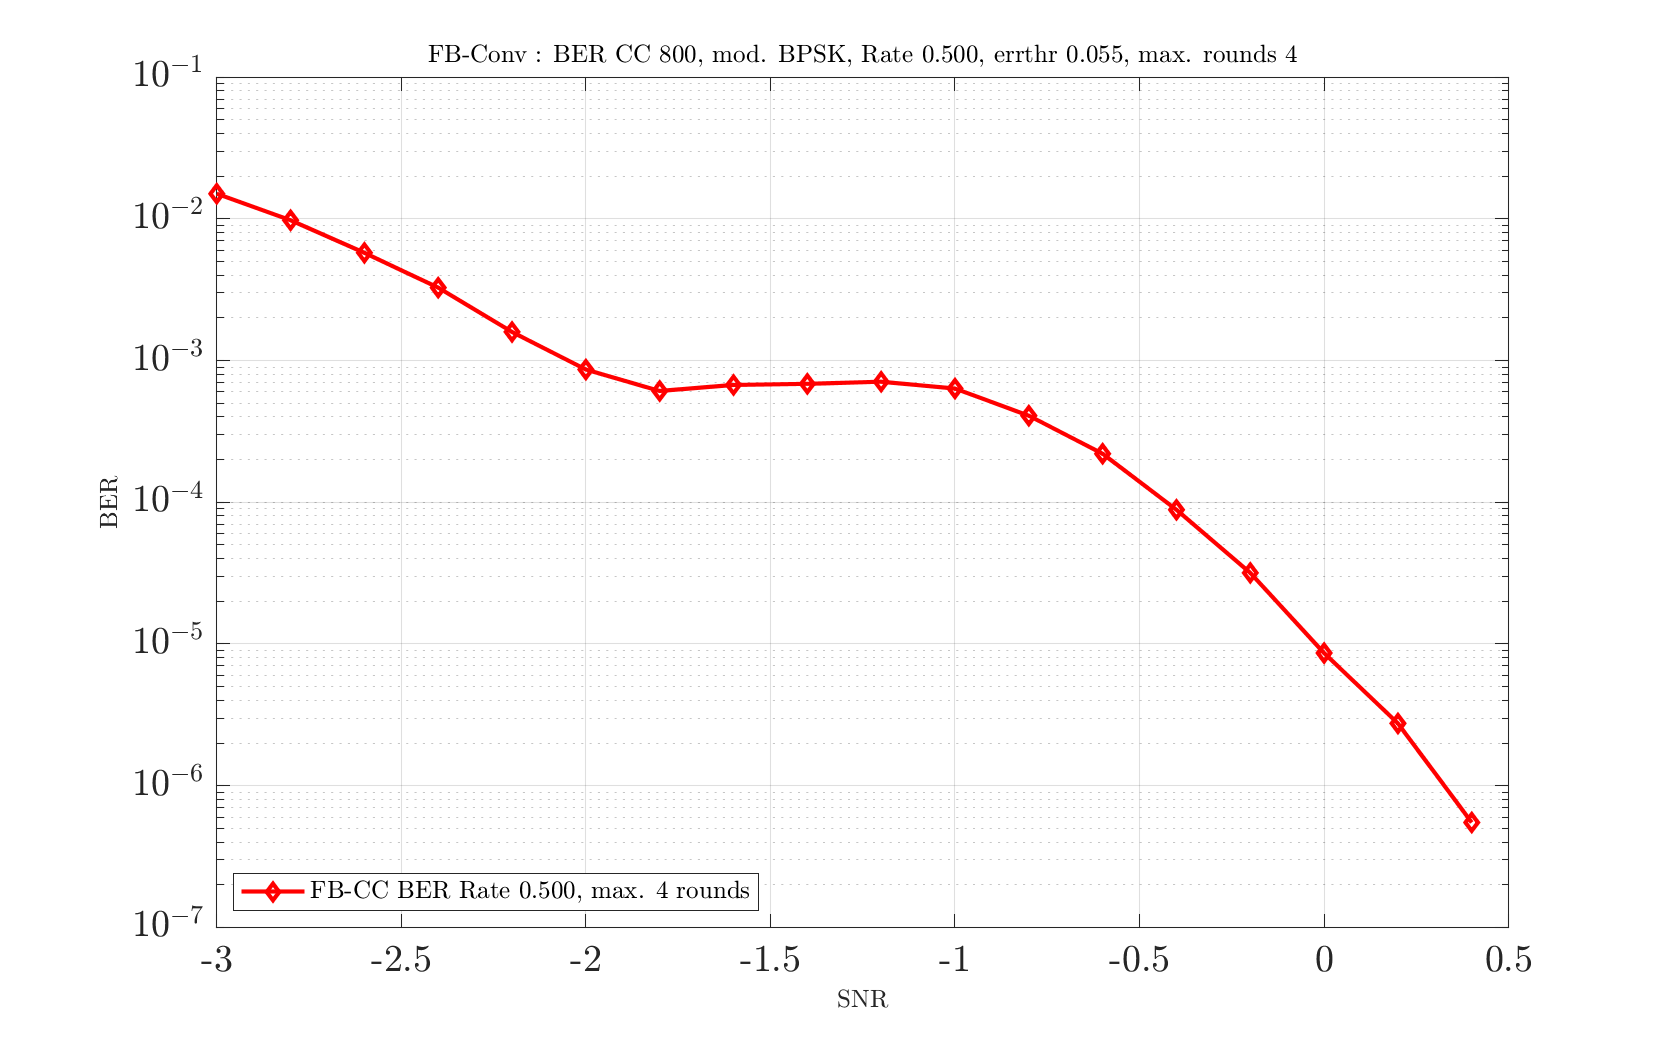 FB-Conv : BER CC 800, mod. BPSK, Rate 0.500, errthr 0.055, max. rounds 4
10^{-1}
10^{-2}
10^{-3}
10^{-4}
10^{-5}
10^{-6}
10^{-7}
BER
FB-CC BER Rate 0.500, max. 4 rounds
-3 -2.5 -2 -1.5 -1 -0.5 0 0.5
SNR